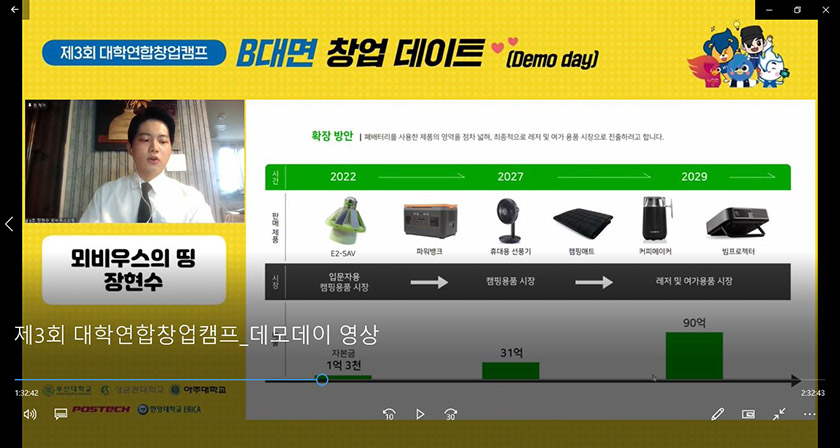 제3회 대학연합창업캠프
B대면 창업 데이트 (Demo day)
확장 방안 | 폐배터리를 사용한 제품의 영역을 점차 넓혀, 최종적으로 레저 및 여가 용품 시장으로 진출하려고 합니다.
시간 2022 2027 2029
판매 제품
E2-SAV 파워뱅크 휴대용 선풍기 캠핑매트 커피메이커 빔프로젝터
뫼비우스의 띵
장현수
시장
입문자용
캠핑용품 시장
캠핑용품 시장
레저 및 여가용품 시장
제3회 대학연합창업캠프_데모데이 영상
자본금
1억 3천
31억
90억
1:32:42
2:32:43
부산대학교 성균관대학교 아주대학교
POSTECH 한양대학교 ERICA
10
30